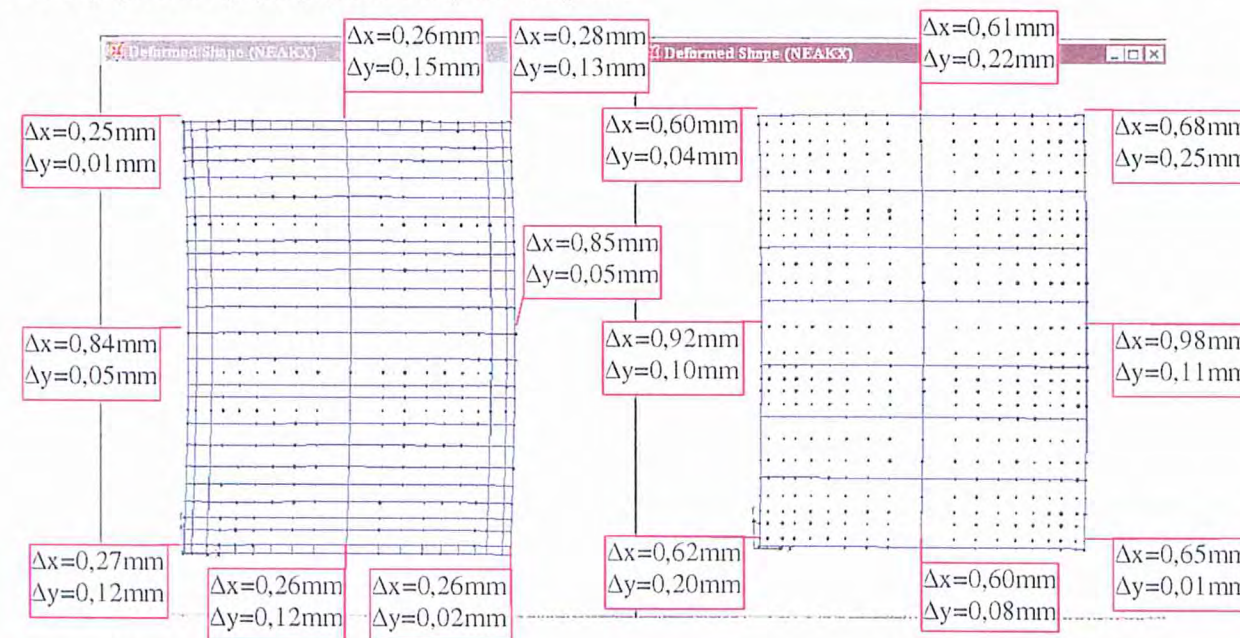 Deformed Shape (NEAKX)
Δx=0,26mm
Δy=0,15mm
Δx=0,28mm
Δy=0,13mm
Δx=0,25mm
Δy=0,01mm
Δx=0,85mm
Δy=0,05mm
Δx=0,84mm
Δy=0,05mm
Δx=0,27mm
Δy=0,12mm
Δx=0,26mm
Δy=0,12mm
Δx=0,26mm
Δy=0,02mm
Deformed Shape (NEAKX)
Δx=0,61mm
Δy=0,22mm
Δx=0,60mm
Δy=0,04mm
Δx=0,68mm
Δy=0,25mm
Δx=0,92mm
Δy=0,10mm
Δx=0,98mm
Δy=0,11mm
Δx=0,62mm
Δy=0,20mm
Δx=0,60mm
Δy=0,08mm
Δx=0,65mm
Δy=0,01mm